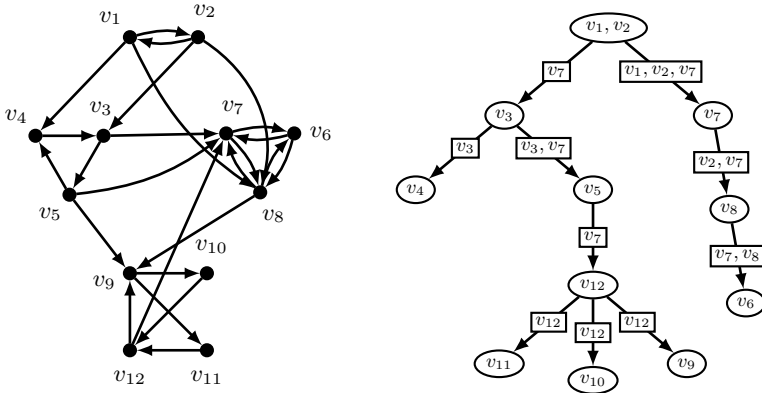 v₁
v₂
v₄
v₃
v₇
v₆
v₅
v₈
v₁₀
v₉
v₁₂
v₁₁
v₁, v₂
v₇
v₁, v₂, v₇
v₃
v₇
v₃
v₃, v₇
v₂, v₇
v₄
v₅
v₈
v₇
v₇, v₈
v₁₂
v₆
v₁₂
v₁₂
v₁₂
v₁₁
v₁₀
v₉